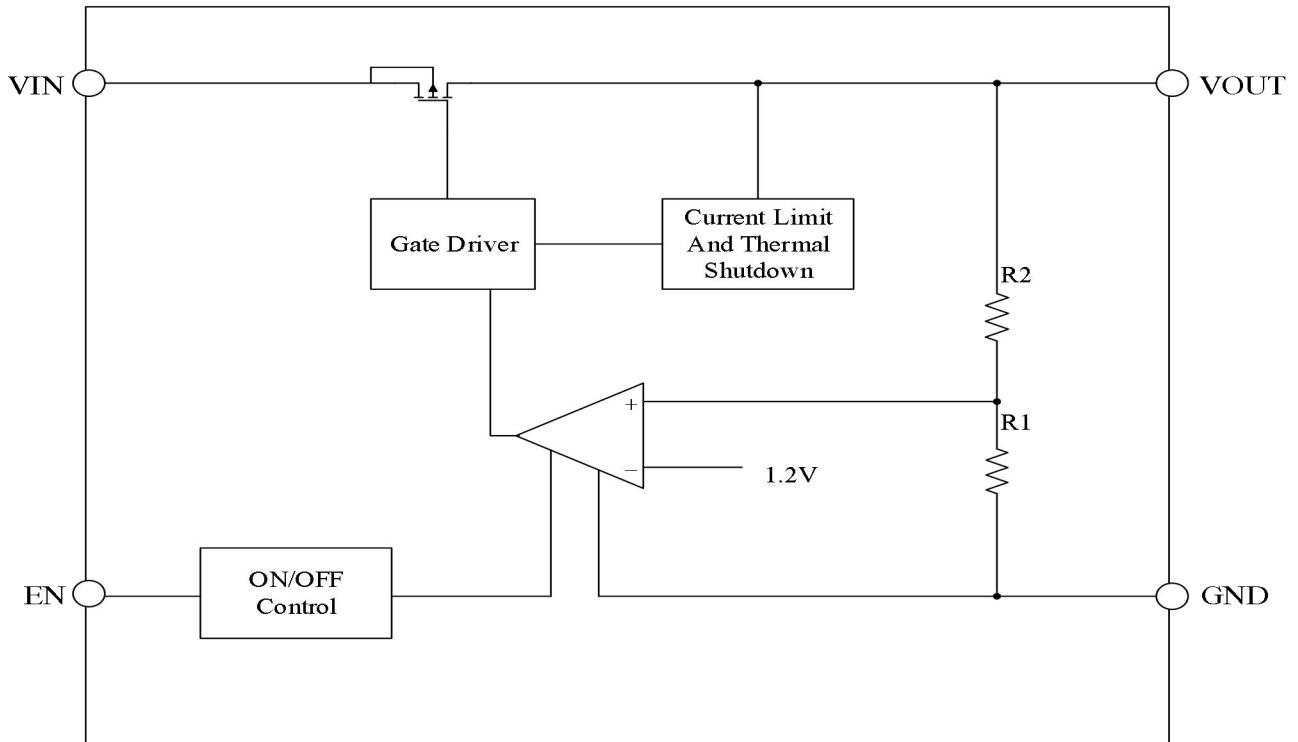 VIN
VOUT
Gate Driver
Current Limit
And Thermal
Shutdown
R2
+
R1
−
1.2V
EN
ON/OFF
Control
GND